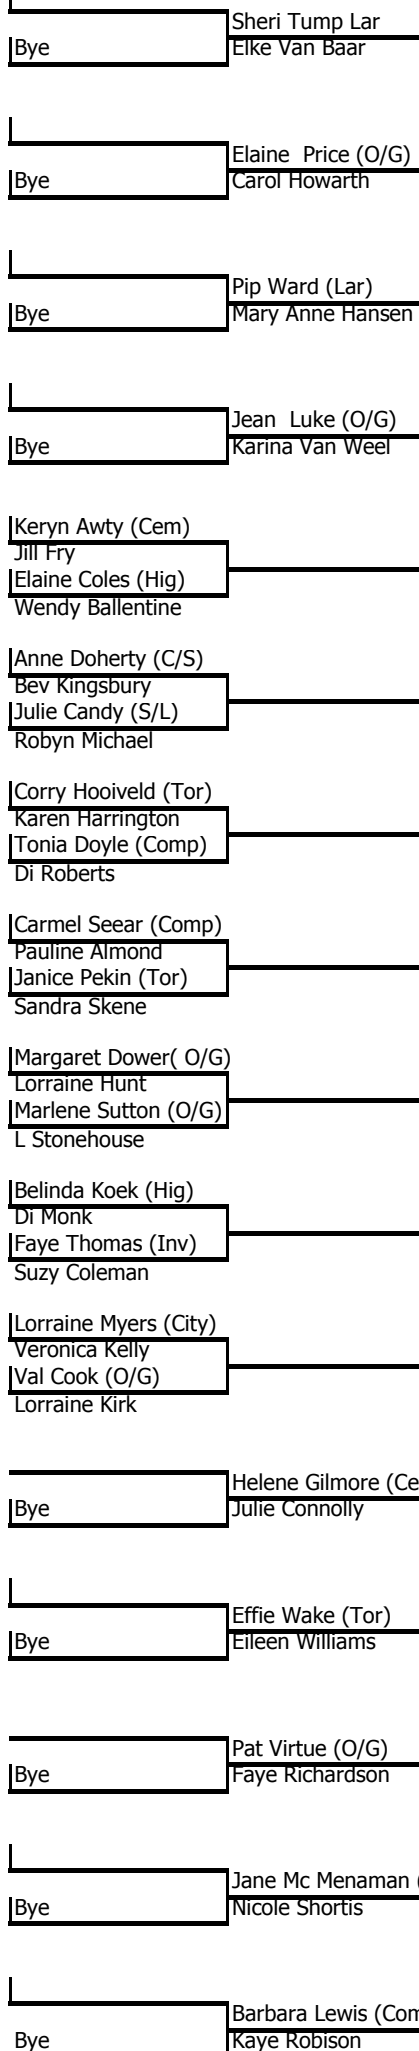 Sheri Tump Lar
Bye
Elke Van Baar
Elaine  Price (O/G)
Bye
Carol Howarth
Pip Ward (Lar)
Bye
Mary Anne Hansen
Jean  Luke (O/G)
Bye
Karina Van Weel
Keryn Awty (Cem)
Jill Fry
Elaine Coles (Hig)
Wendy Ballentine
Anne Doherty (C/S)
Bev Kingsbury
Julie Candy (S/L)
Robyn Michael
Corry Hooiveld (Tor)
Karen Harrington
Tonia Doyle (Comp)
Di Roberts
Carmel Seear (Comp)
Pauline Almond
Janice Pekin (Tor)
Sandra Skene
Margaret Dower( O/G)
Lorraine Hunt
Marlene Sutton (O/G)
L Stonehouse
Belinda Koek (Hig)
Di Monk
Faye Thomas (Inv)
Suzy Coleman
Lorraine Myers (City)
Veronica Kelly
Val Cook (O/G)
Lorraine Kirk
Helene Gilmore (Ce
Bye
Julie Connolly
Effie Wake (Tor)
Bye
Eileen Williams
Pat Virtue (O/G)
Bye
Faye Richardson
Jane Mc Menaman (
Bye
Nicole Shortis
Barbara Lewis (Com
Bye
Kaye Robison